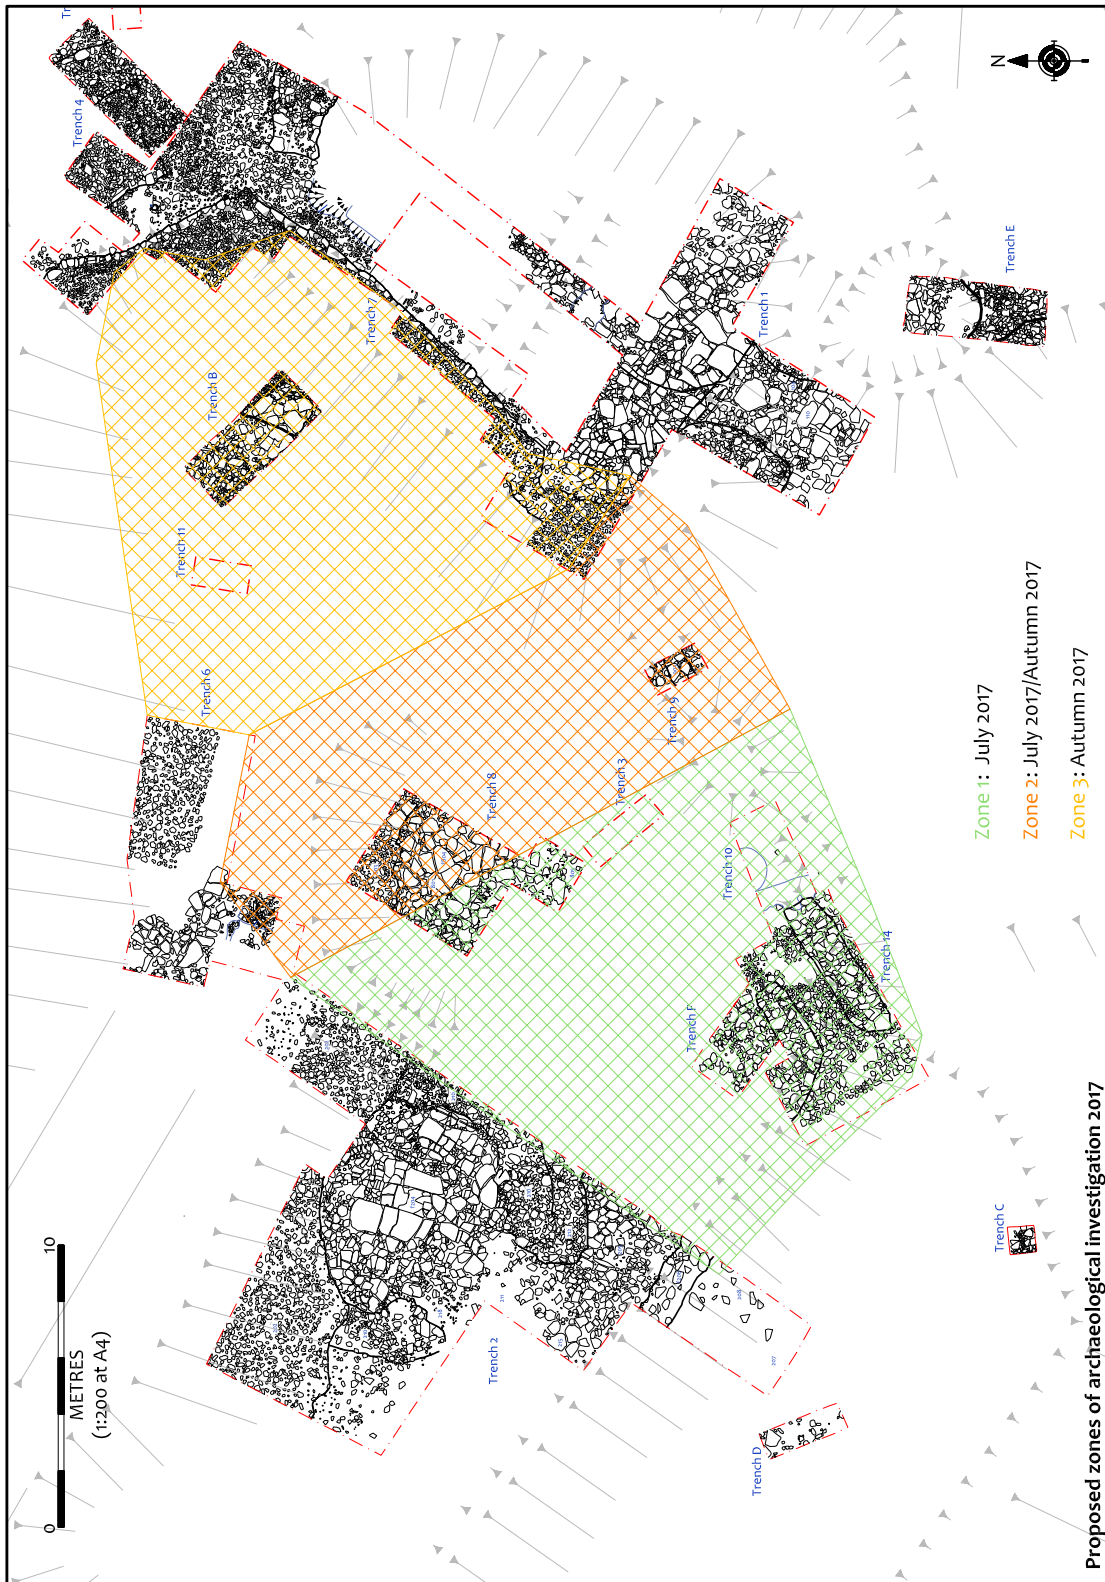 Tr
Trench 4
N
Trench 7
Trench B
Trench 1
Trench E
Trench 11
Trench 6
Trench 9
Trench 3
Trench 8
Trench 10
Trench 14
Trench F
Trench 2
Trench C
Trench D
Zone 1: July 2017
Zone 2: July 2017/Autumn 2017
Zone 3: Autumn 2017
0
10
METRES
(1:200 at A4)
Proposed zones of archaeological investigation 2017